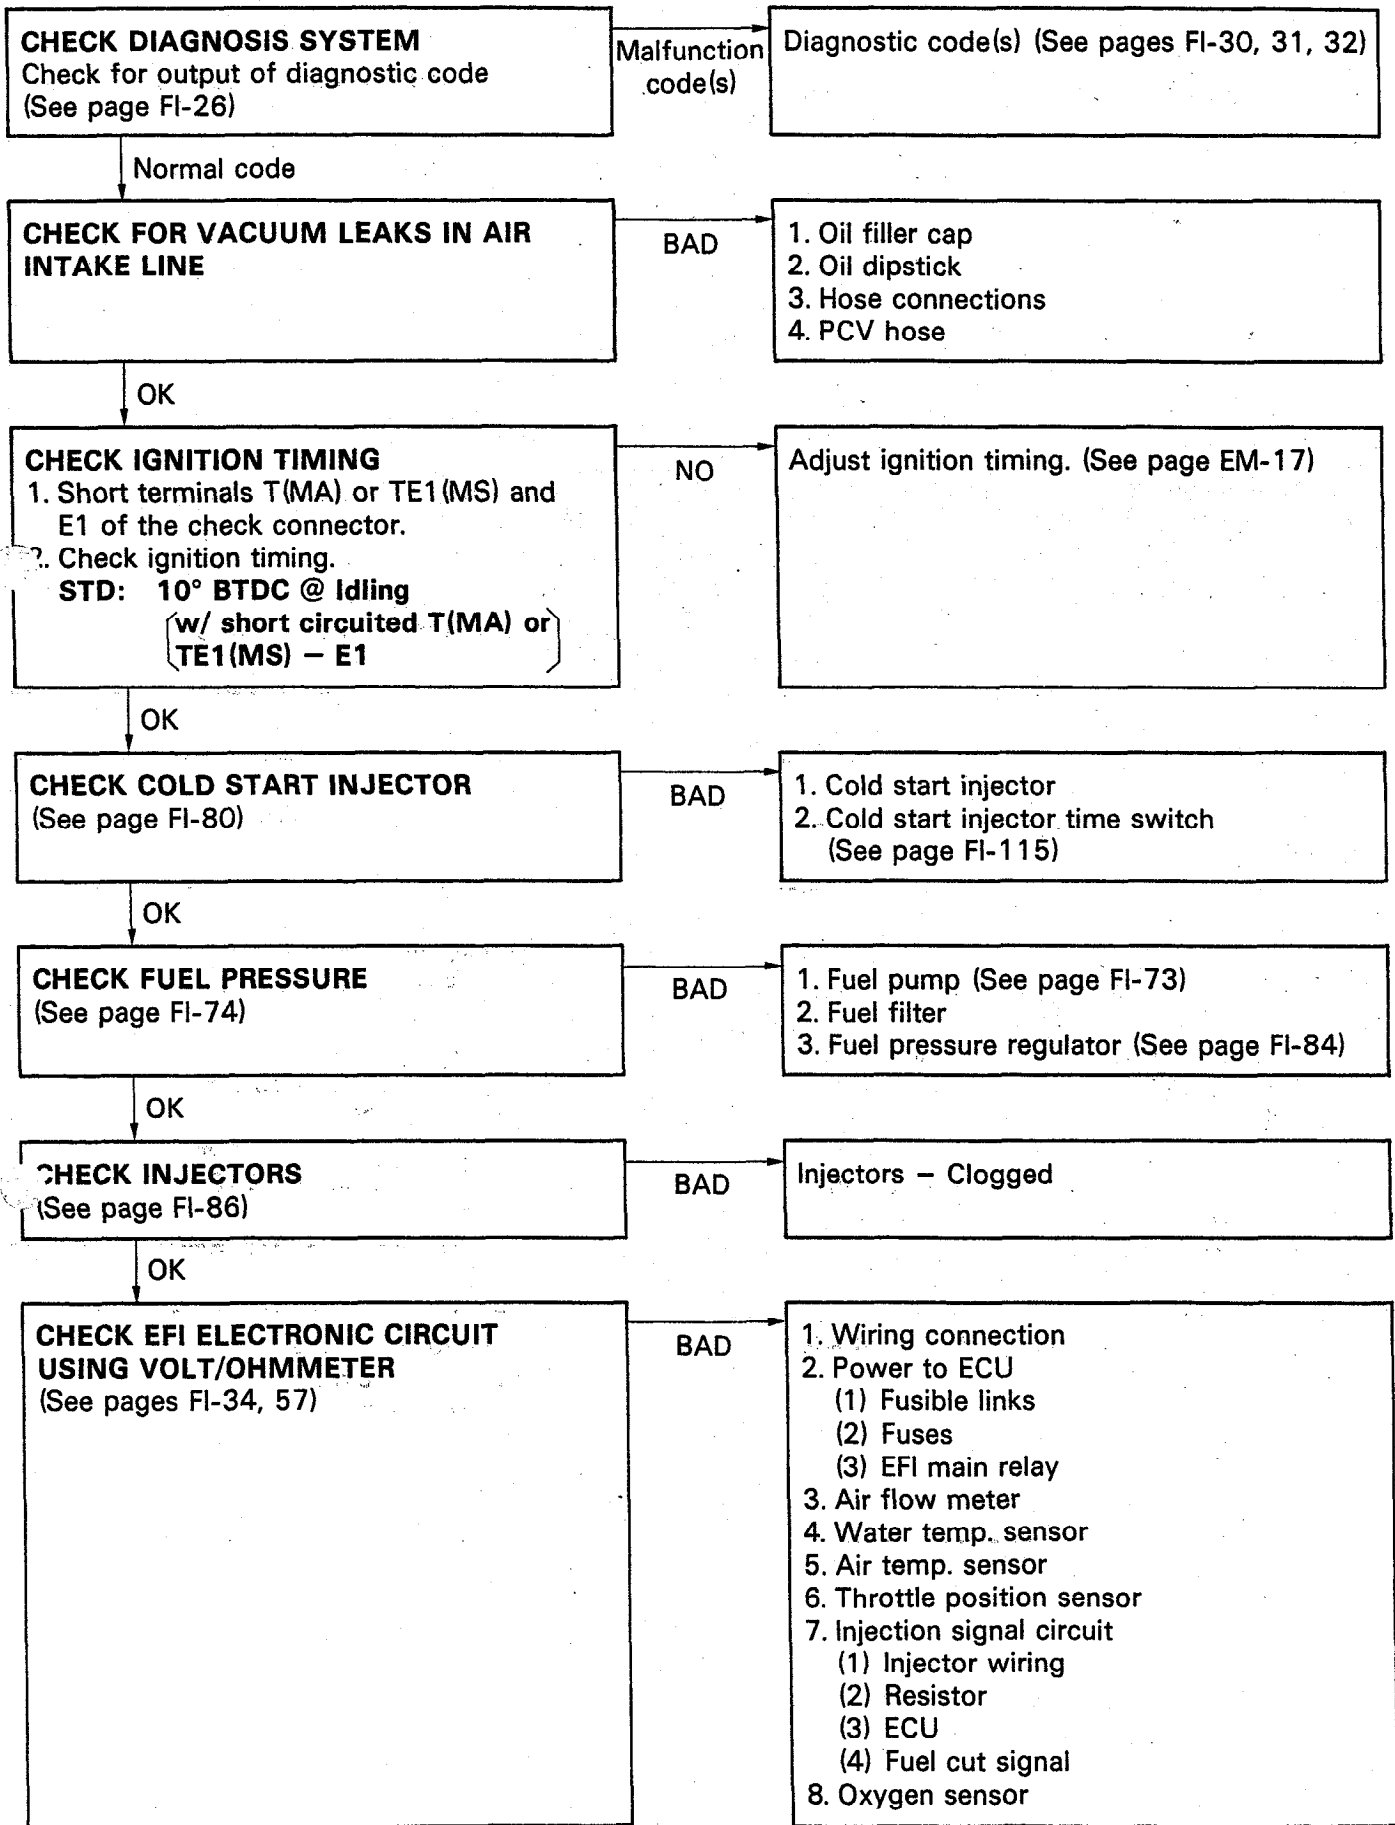 CHECK DIAGNOSIS SYSTEM
Check for output of diagnostic code
(See page FI-26)
Malfunction
code(s)
Diagnostic code(s) (See pages FI-30, 31, 32)
Normal code
CHECK FOR VACUUM LEAKS IN AIR
INTAKE LINE
BAD
1. Oil filler cap
2. Oil dipstick
3. Hose connections
4. PCV hose
OK
CHECK IGNITION TIMING
1. Short terminals T(MA) or TE1(MS) and
E1 of the check connector.
2. Check ignition timing.
STD: 10° BTDC @ Idling
w/ short circuited T(MA) or
TE1(MS) – E1
NO
Adjust ignition timing. (See page EM-17)
OK
CHECK COLD START INJECTOR
(See page FI-80)
BAD
1. Cold start injector
2. Cold start injector time switch
(See page FI-115)
OK
CHECK FUEL PRESSURE
(See page FI-74)
BAD
1. Fuel pump (See page FI-73)
2. Fuel filter
3. Fuel pressure regulator (See page FI-84)
OK
CHECK INJECTORS
(See page FI-86)
BAD
Injectors – Clogged
OK
CHECK EFI ELECTRONIC CIRCUIT
USING VOLT/OHMMETER
(See pages FI-34, 57)
BAD
1. Wiring connection
2. Power to ECU
(1) Fusible links
(2) Fuses
(3) EFI main relay
3. Air flow meter
4. Water temp. sensor
5. Air temp. sensor
6. Throttle position sensor
7. Injection signal circuit
(1) Injector wiring
(2) Resistor
(3) ECU
(4) Fuel cut signal
8. Oxygen sensor